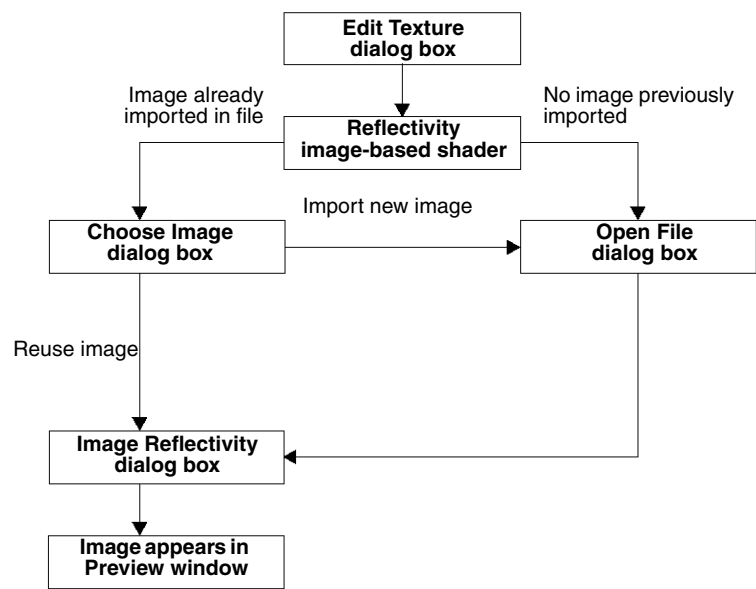 Edit Texture
dialog box
Image already
imported in file
No image previously
imported
Reflectivity
image-based shader
Import new image
Choose Image
dialog box
Open File
dialog box
Reuse image
Image Reflectivity
dialog box
Image appears in
Preview window